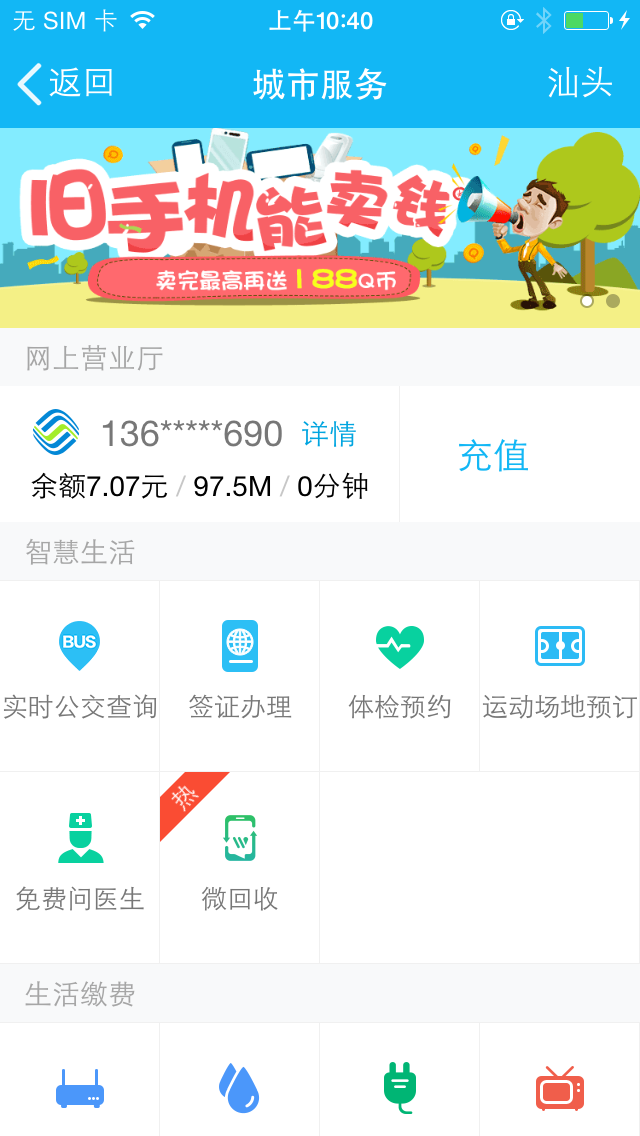 无 SIM 卡 上午10:40
返回 城市服务 汕头
旧手机能卖钱
卖完最高再送188Q币
网上营业厅
136*****690 详情
充值
余额7.07元 / 97.5M / 0分钟
智慧生活
BUS
实时公交查询 签证办理 体检预约 运动场地预订
热
免费问医生 微回收
生活缴费